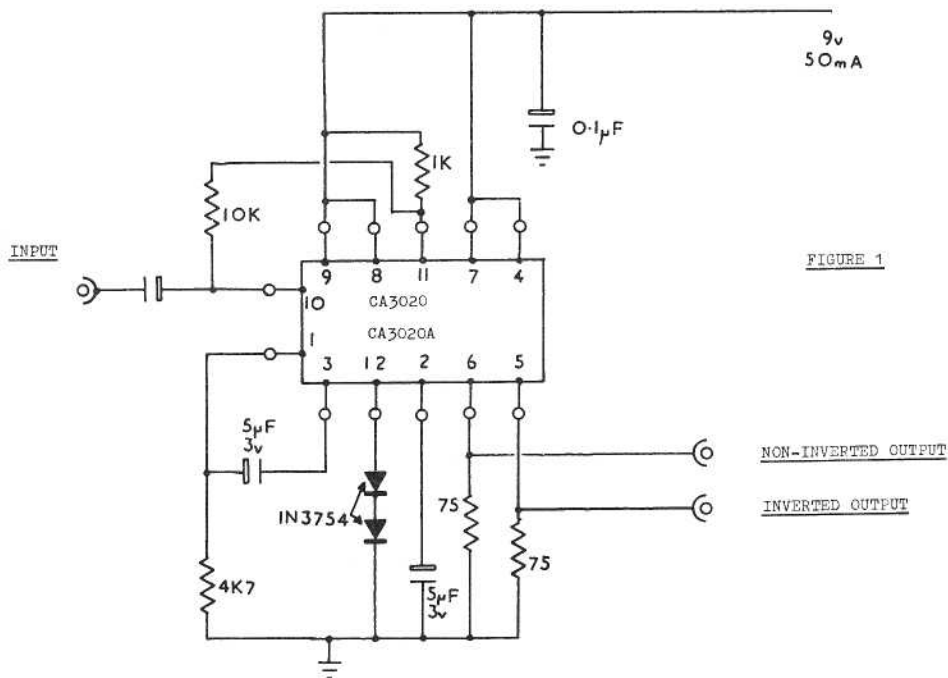 9v
50mA
0·1µF
1K
10K
INPUT
FIGURE 1
9 8 11 7 4
10
CA3020
1
CA3020A
3 12 2 6 5
5µF
3v
NON-INVERTED OUTPUT
75
INVERTED OUTPUT
IN3754
75
4K7
5µF
3v